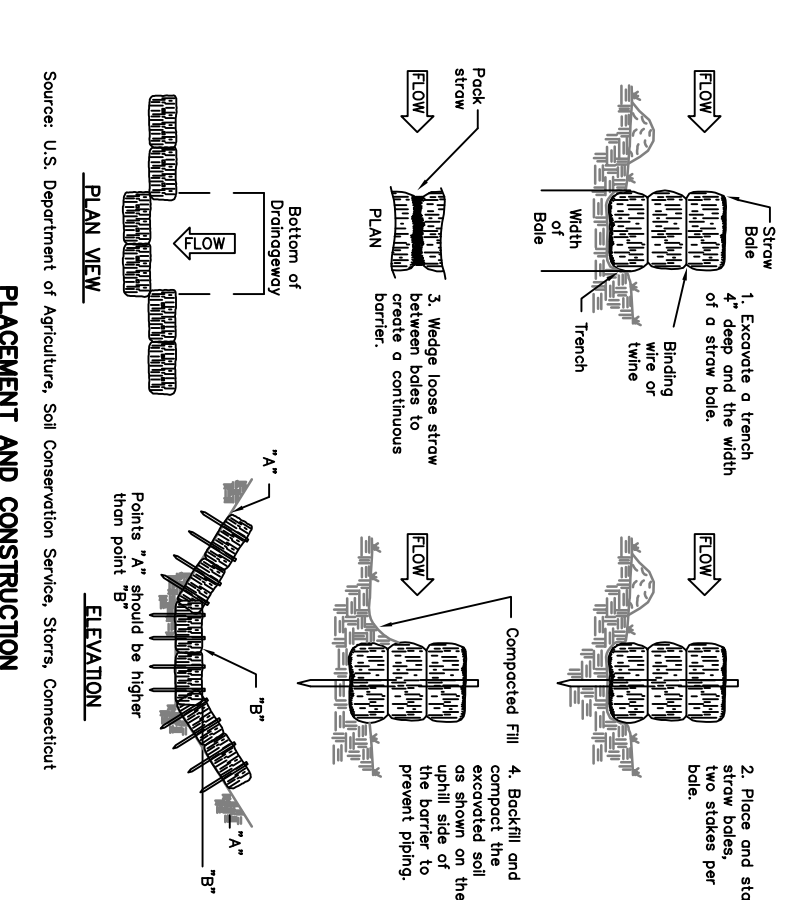 FLOW
Straw
Bale
Binding
wire or
twine
Width
of
Bale
Trench
1. Excavate a trench
4" deep and the width
of a straw bale.
FLOW
2. Place and
straw bales,
two stakes per
bale.
FLOW
Pack
straw
PLAN
3. Wedge loose straw
between bales to
create a continuous
barrier.
FLOW
Compacted Fill
4. Backfill and
compact the
excavated soil
as shown on the
uphill side of
the barrier to
prevent piping.
Bottom of
Drainageway
FLOW
PLAN VIEW
"A"
"B"
"A"
"B"
Points "A" should be higher
than point "B"
ELEVATION
Source: U.S. Department of Agriculture, Soil Conservation Service, Storrs, Connecticut
PLACEMENT AND CONSTRUCTION